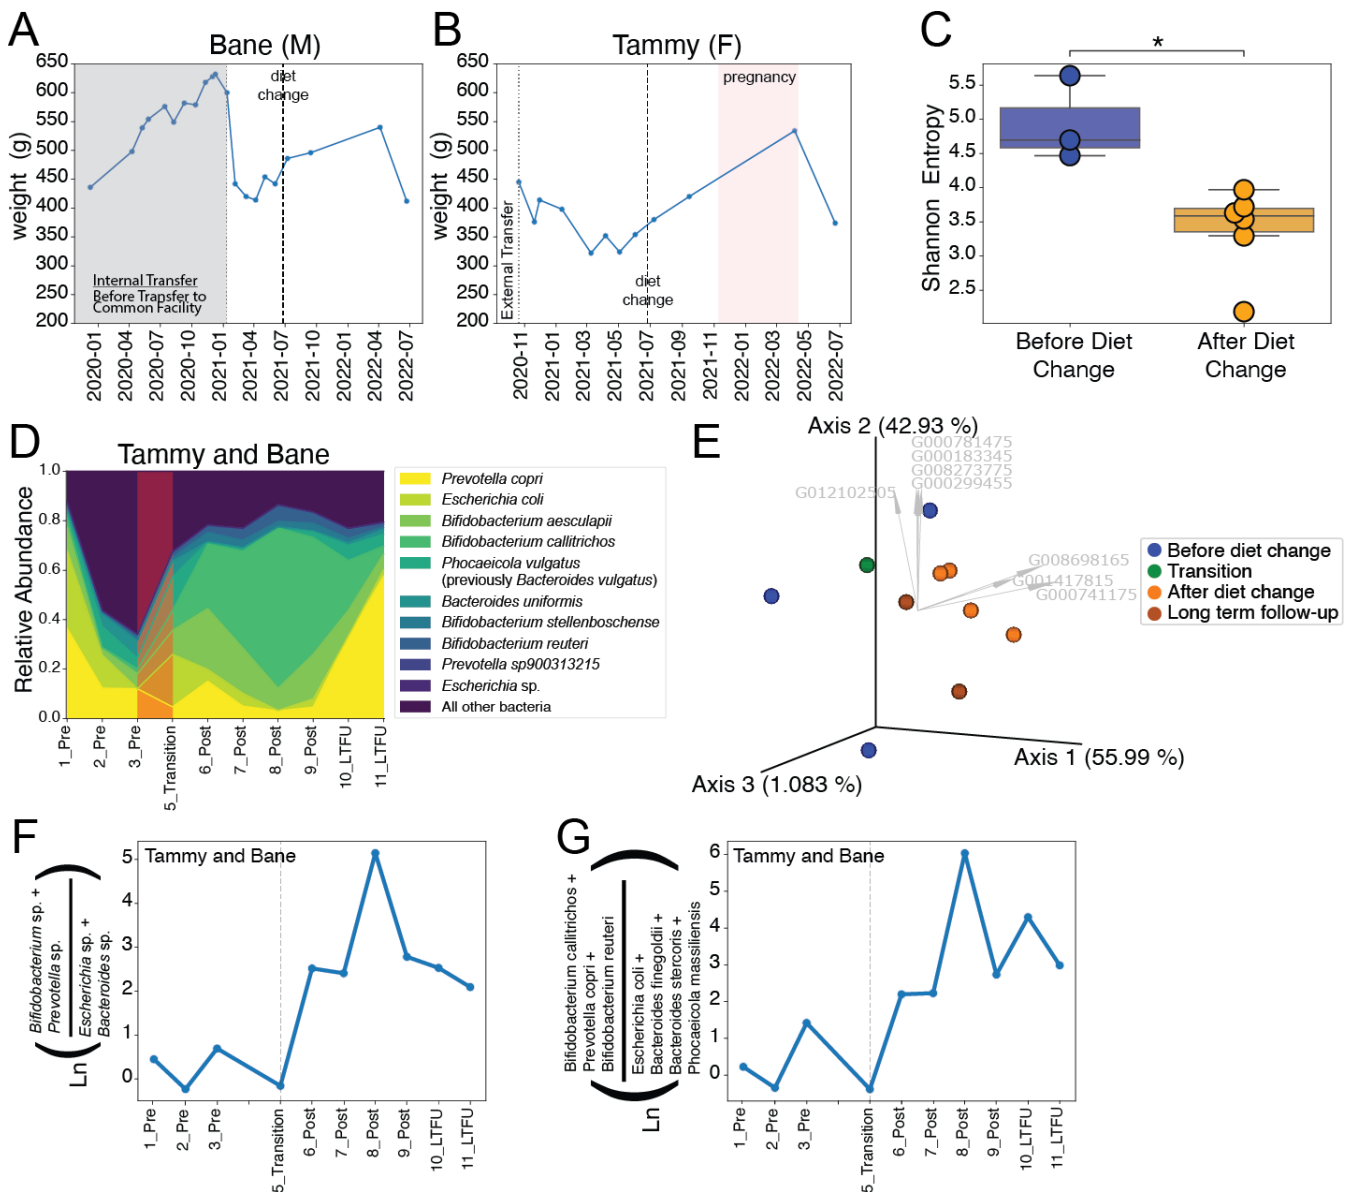 A
Bane (M)
weight (g)
650
600
550
500
450
400
350
300
250
200
diet
change
Internal Transfer
Before Transfer to
Common Facility
2020-01
2020-04
2020-07
2020-10
2021-01
2021-04
2021-07
2021-10
2022-01
2022-04
2022-07
B
Tammy (F)
weight (g)
650
600
550
500
450
400
350
300
250
200
External Transfer
diet
change
pregnancy
2020-11
2021-01
2021-03
2021-05
2021-07
2021-09
2021-11
2022-01
2022-03
2022-05
2022-07
C
*
Shannon Entropy
5.5
5.0
4.5
4.0
3.5
3.0
2.5
Before Diet
Change
After Diet
Change
D
Tammy and Bane
Relative Abundance
1.0
0.8
0.6
0.4
0.2
0.0
1_Pre
2_Pre
3_Pre
5_Transition
6_Post
7_Post
8_Post
9_Post
10_LTFU
11_LTFU
Prevotella copri
Escherichia coli
Bifidobacterium aesculapii
Bifidobacterium callitrichos
Phocaeicola vulgatus
(previously Bacteroides vulgatus)
Bacteroides uniformis
Bifidobacterium stellenboschense
Bifidobacterium reuteri
Prevotella sp900313215
Escherichia sp.
All other bacteria
E
Axis 2 (42.93 %)
G000781475
G000183345
G008273775
G000299455
G012102505
G008698165
G001417815
G000741175
Axis 1 (55.99 %)
Axis 3 (1.083 %)
Before diet change
Transition
After diet change
Long term follow-up
F
Tammy and Bane
Ln
(
Bifidobacterium sp. +
Prevotella sp.
Escherichia sp. +
Bacteroides sp.
)
5
4
3
2
1
0
1_Pre
2_Pre
3_Pre
5_Transition
6_Post
7_Post
8_Post
9_Post
10_LTFU
11_LTFU
G
Tammy and Bane
Ln
(
Bifidobacterium callitrichos +
Prevotella copri +
Bifidobacterium reuteri
Escherichia coli +
Bacteroides finegoldii +
Bacteroides stercoris +
Phocaeicola massiliensis
)
6
5
4
3
2
1
0
1_Pre
2_Pre
3_Pre
5_Transition
6_Post
7_Post
8_Post
9_Post
10_LTFU
11_LTFU